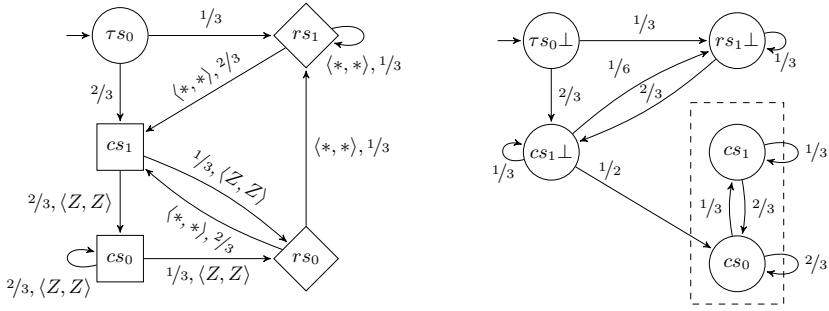 τs₀
1/3
rs₁
⟨*, *⟩, 1/3
2/3
⟨*, *⟩, 2/3
cs₁
⟨*, *⟩, 1/3
1/3, ⟨Z, Z⟩
2/3, ⟨Z, Z⟩
⟨*, *⟩, 2/3
cs₀
rs₀
2/3, ⟨Z, Z⟩
1/3, ⟨Z, Z⟩
τs₀⊥
1/3
rs₁⊥
1/3
1/6
2/3
2/3
cs₁⊥
1/3
1/2
cs₁
1/3
1/3
2/3
cs₀
2/3